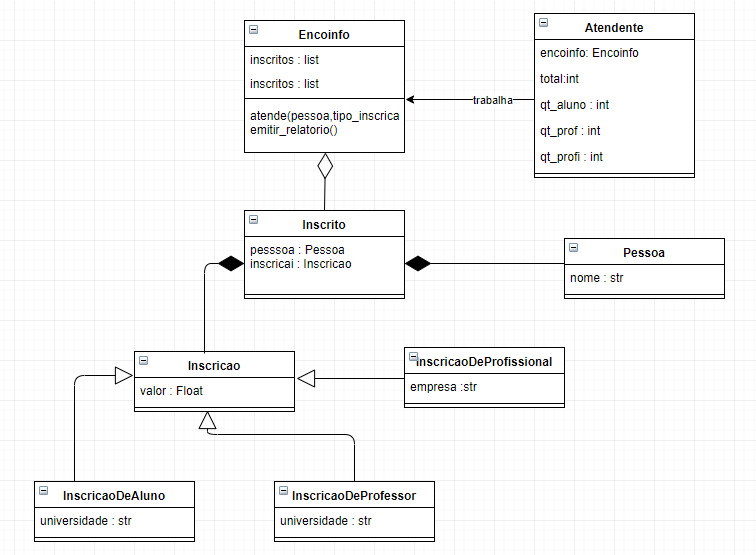 Encoinfo
inscritos : list
inscritos : list
atende(pessoa,tipo_inscrica
emitir_relatorio()
trabalha
Atendente
encoinfo: Encoinfo
total:int
qt_aluno : int
qt_prof : int
qt_profi : int
Inscrito
pesssoa : Pessoa
inscricai : Inscricao
Pessoa
nome : str
Inscricao
valor : Float
InscricaoDeProfissional
empresa :str
InscricaoDeAluno
universidade : str
InscricaoDeProfessor
universidade : str